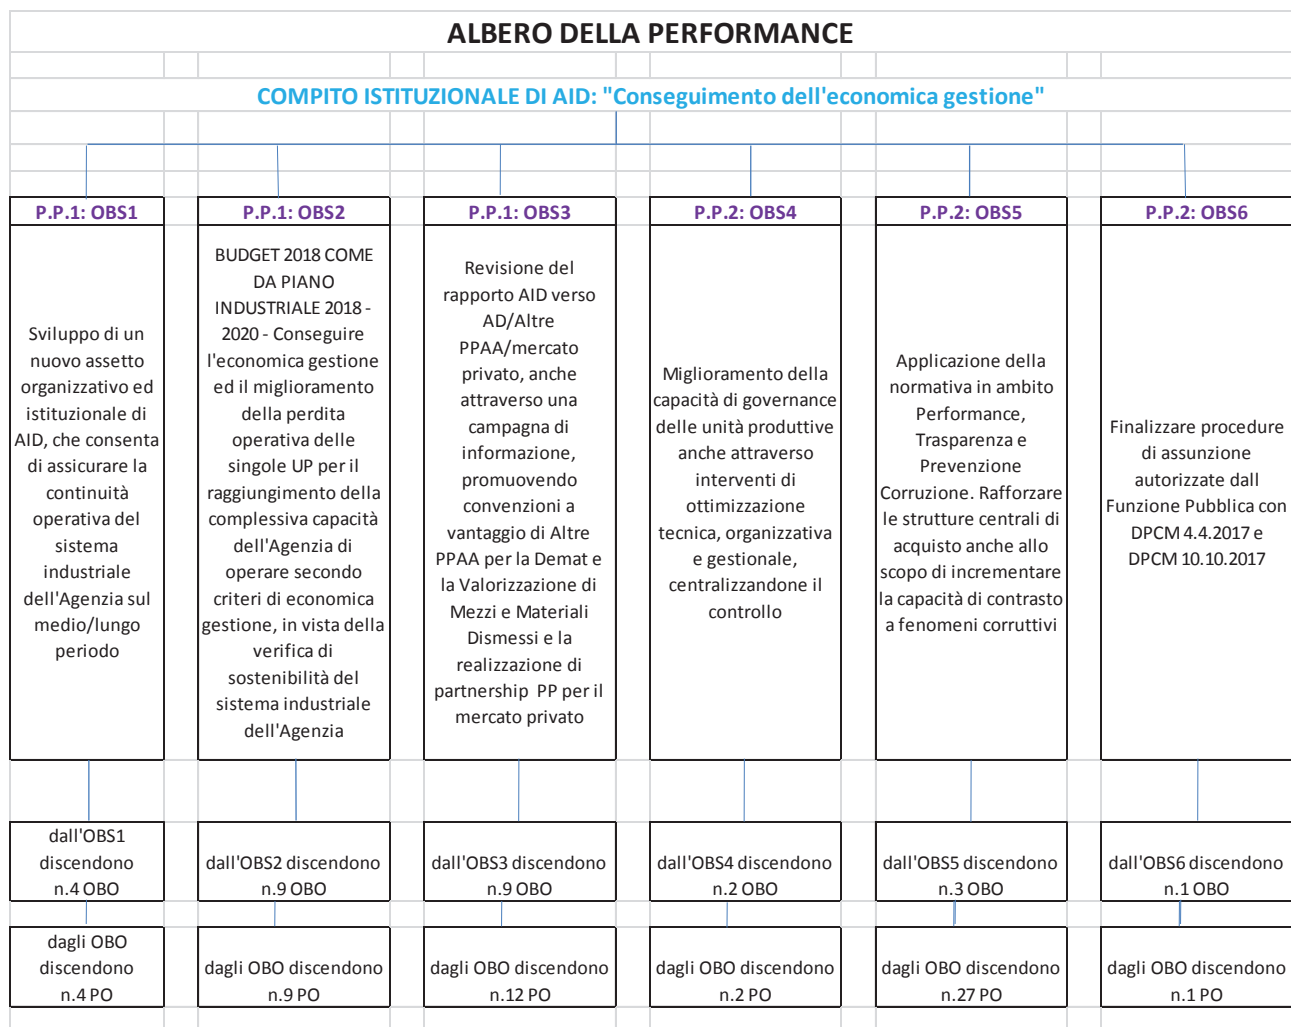 ALBERO DELLA PERFORMANCE
COMPITO ISTITUZIONALE DI AID: "Conseguimento dell'economica gestione"
P.P.1: OBS1
Sviluppo di un
nuovo assetto
organizzativo ed
istituzionale di
AID, che consenta
di assicurare la
continuità
operativa del
sistema
industriale
dell'Agenzia sul
medio/lungo
periodo
dall'OBS1
discendono
n.4 OBO
dagli OBO
discendono
n.4 PO
P.P.1: OBS2
BUDGET 2018 COME
DA PIANO
INDUSTRIALE 2018 -
2020 - Conseguire
l'economica gestione
ed il miglioramento
della perdita
operativa delle
singole UP per il
raggiungimento della
complessiva capacità
dell'Agenzia di
operare secondo
criteri di economica
gestione, in vista della
verifica di
sostenibilità del
sistema industriale
dell'Agenzia
dall'OBS2 discendono
n.9 OBO
dagli OBO discendono
n.9 PO
P.P.1: OBS3
Revisione del
rapporto AID verso
AD/Altre
PPAA/mercato
privato, anche
attraverso una
campagna di
informazione,
promuovendo
convenzioni a
vantaggio di Altre
PPAA per la Demat e
la Valorizzazione di
Mezzi e Materiali
Dismessi e la
realizzazione di
partnership PP per il
mercato privato
dall'OBS3 discendono
n.9 OBO
dagli OBO discendono
n.12 PO
P.P.2: OBS4
Miglioramento della
capacità di governance
delle unità produttive
anche attraverso
interventi di
ottimizzazione
tecnica, organizzativa
e gestionale,
centralizzandone il
controllo
dall'OBS4 discendono
n.2 OBO
dagli OBO discendono
n.2 PO
P.P.2: OBS5
Applicazione della
normativa in ambito
Performance,
Trasparenza e
Prevenzione
Corruzione. Rafforzare
le strutture centrali di
acquisto anche allo
scopo di incrementare
la capacità di contrasto
a fenomeni corruttivi
dall'OBS5 discendono
n.3 OBO
dagli OBO discendono
n.27 PO
P.P.2: OBS6
Finalizzare procedure
di assunzione
autorizzate dall
Funzione Pubblica con
DPCM 4.4.2017 e
DPCM 10.10.2017
dall'OBS6 discendono
n.1 OBO
dagli OBO discendono
n.1 PO